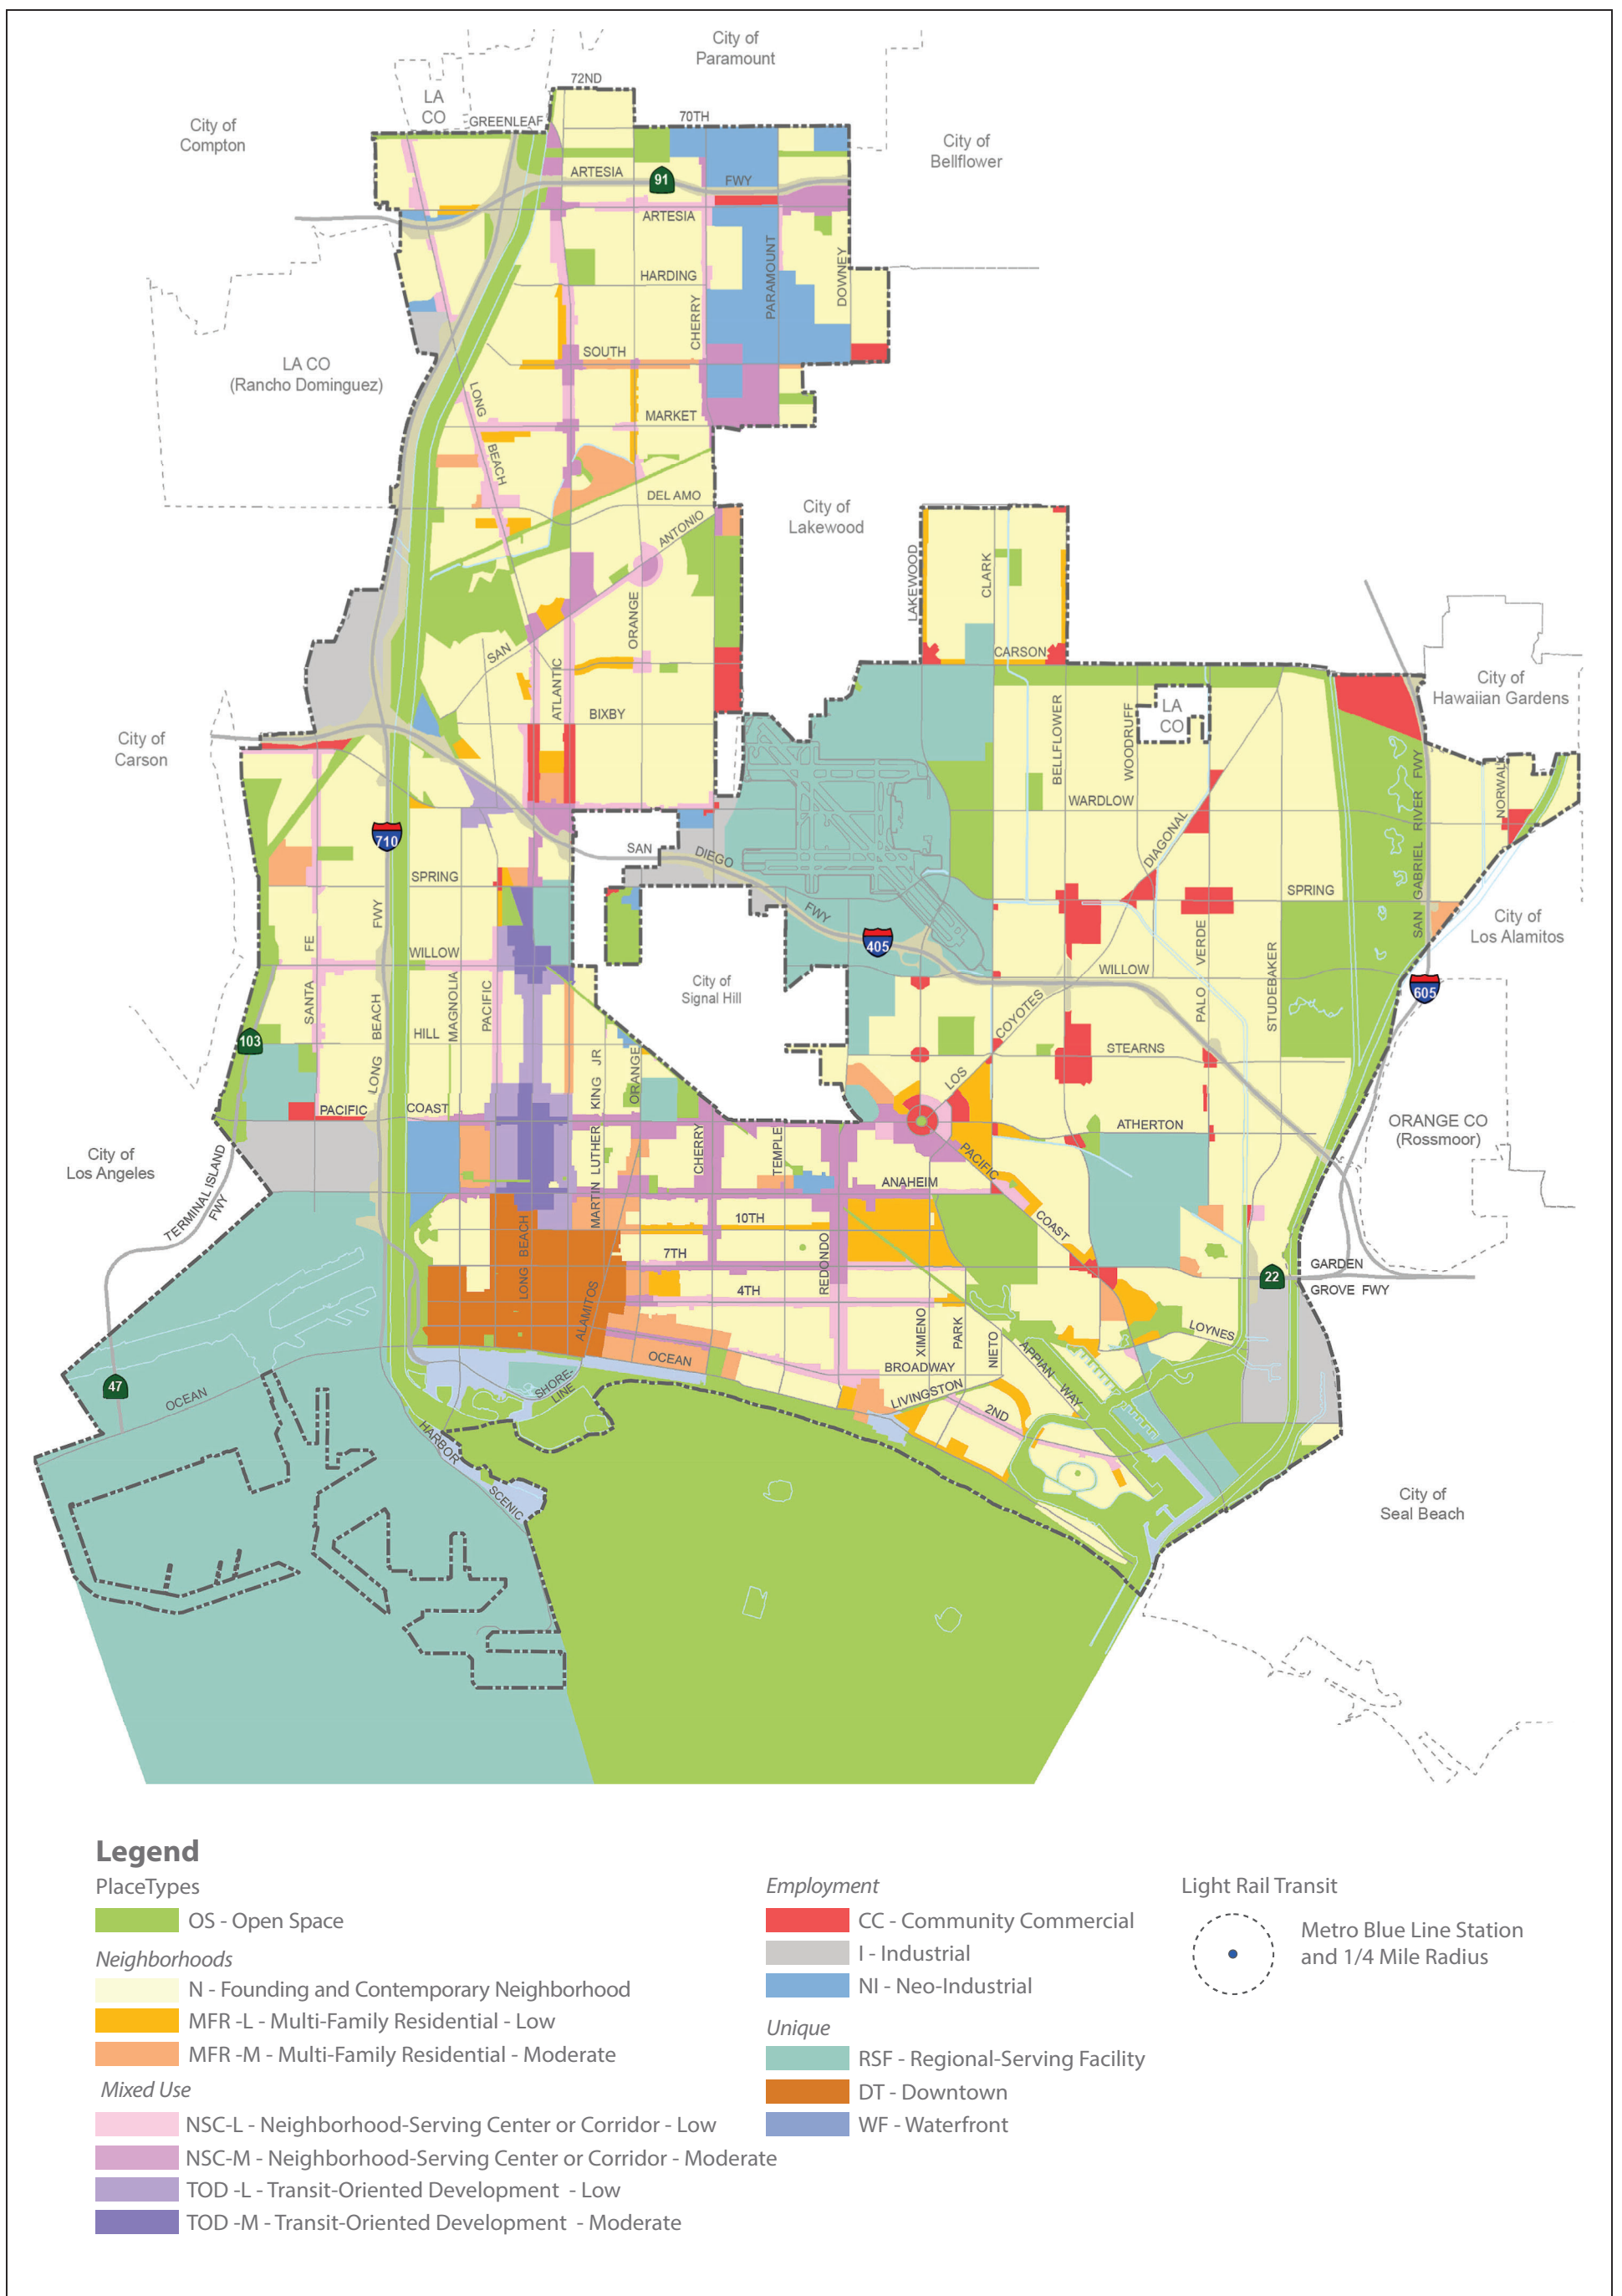 City of
Paramount
72ND
LA
CO
GREENLEAF
70TH
City of
Compton
City of
Bellflower
ARTESIA
91
FWY
ARTESIA
HARDING
PARAMOUNT
DOWNEY
CHERRY
LA CO
(Rancho Dominguez)
SOUTH
LONG
BEACH
MARKET
DEL AMO
ANTONIO
City of
Lakewood
LAKEWOOD
CLARK
ORANGE
SAN
CARSON
City of
Hawaiian Gardens
ATLANTIC
BIXBY
LA
CO
BELLFLOWER
WOODRUFF
City of
Carson
WARDLOW
NORWALK
SAN GABRIEL RIVER FWY
710
SAN
DIEGO
FWY
DIAGONAL
SPRING
SPRING
FWY
405
City of
Los Alamitos
SANTA FE
WILLOW
WILLOW
City of
Signal Hill
PALO VERDE
STUDEBAKER
605
LONG BEACH
MAGNOLIA
PACIFIC
103
HILL
COYOTES
LOS
STEARNS
MARTIN LUTHER KING JR
ORANGE
PACIFIC
COAST
ATHERTON
ORANGE CO
(Rossmoor)
City of
Los Angeles
TERMINAL ISLAND
FWY
CHERRY
TEMPLE
PACIFIC
COAST
ANAHEIM
10TH
LONG BEACH
7TH
4TH
REDONDO
ALAMITOS
22
GARDEN
GROVE FWY
XIMENO
PARK
NIETO
LOYNES
OCEAN
BROADWAY
APPIAN
WAY
LIVINGSTON
2ND
SHORE-
LINE
47
OCEAN
HARBOR
SCENIC
City of
Seal Beach
Legend
PlaceTypes
OS - Open Space
Neighborhoods
N - Founding and Contemporary Neighborhood
MFR -L - Multi-Family Residential - Low
MFR -M - Multi-Family Residential - Moderate
Mixed Use
NSC-L - Neighborhood-Serving Center or Corridor - Low
NSC-M - Neighborhood-Serving Center or Corridor - Moderate
TOD -L - Transit-Oriented Development - Low
TOD -M - Transit-Oriented Development - Moderate
Employment
CC - Community Commercial
I - Industrial
NI - Neo-Industrial
Unique
RSF - Regional-Serving Facility
DT - Downtown
WF - Waterfront
Light Rail Transit
Metro Blue Line Station
and 1/4 Mile Radius